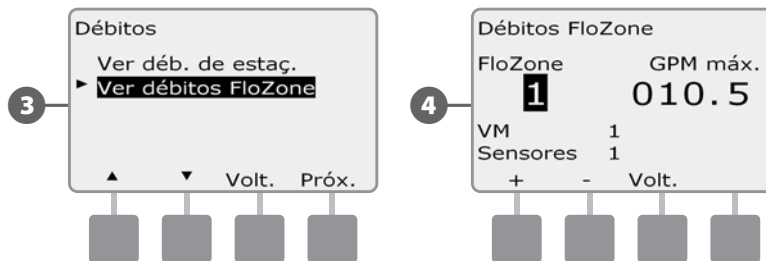 3
Débitos
Ver déb. de estaç.
► Ver débitos FloZone
▲ ▼ Volt. Próx.
4
Débitos FloZone
FloZone GPM máx.
1 010.5
VM 1
Sensores 1
+ - Volt.